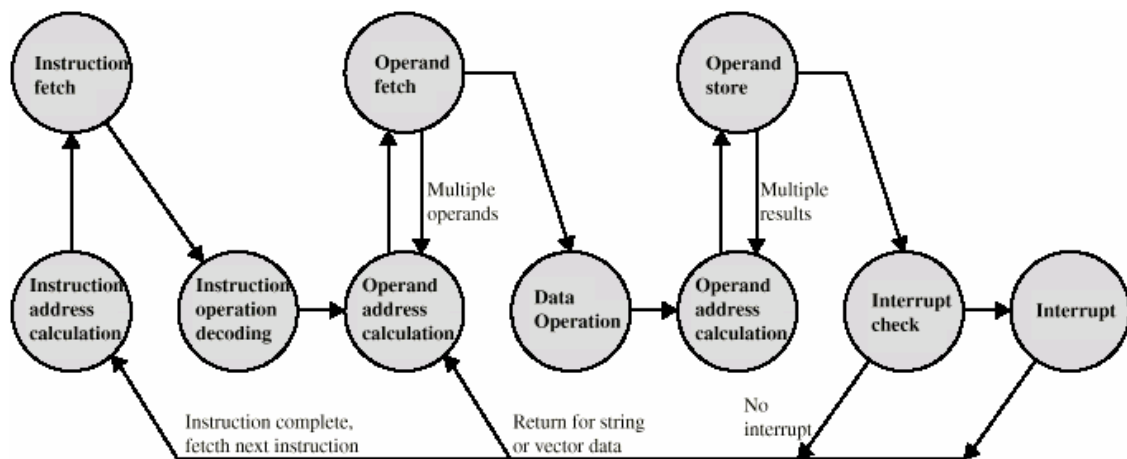 Instruction
fetch
Operand
fetch
Operand
store
Multiple
operands
Multiple
results
Instruction
address
calculation
Instruction
operation
decoding
Operand
address
calculation
Data
Operation
Operand
address
calculation
Interrupt
check
Interrupt
Instruction complete,
fetcth next instruction
Return for string
or vector data
No
interrupt